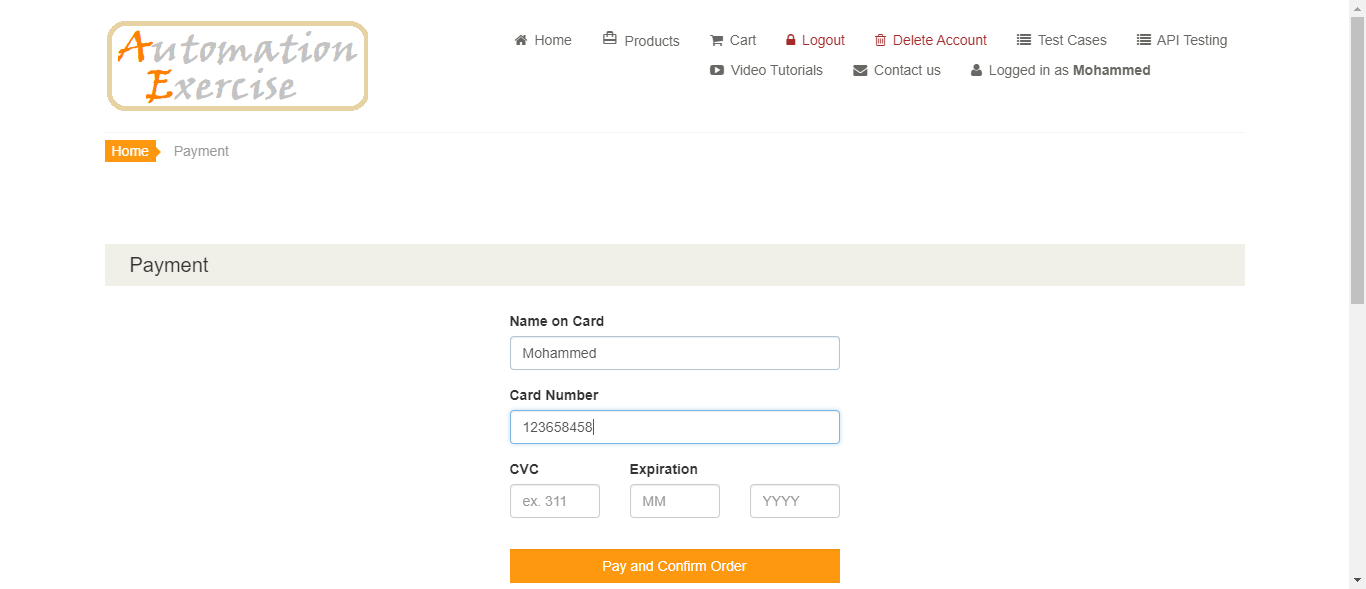 Automation
Exercise
Home Products Cart Logout Delete Account Test Cases API Testing
Video Tutorials Contact us Logged in as Mohammed
Home Payment
Payment
Name on Card
Mohammed
Card Number
123658458
CVC Expiration
ex. 311 MM YYYY
Pay and Confirm Order